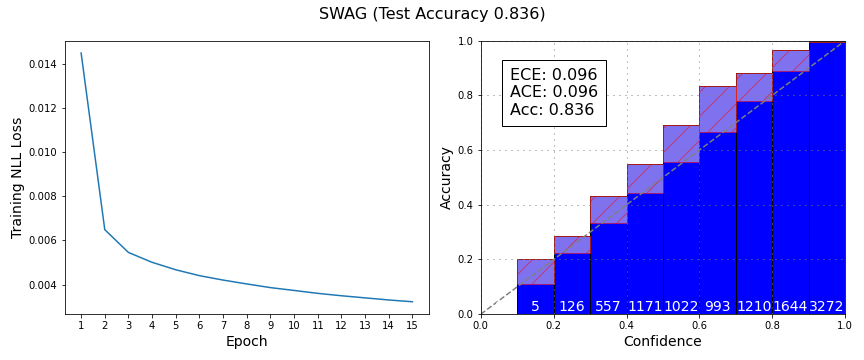 SWAG (Test Accuracy 0.836)
Training NLL Loss
0.014
0.012
0.010
0.008
0.006
0.004
1 2 3 4 5 6 7 8 9 10 11 12 13 14 15
Epoch
Accuracy
1.0
0.8
0.6
0.4
0.2
0.0
ECE: 0.096
ACE: 0.096
Acc: 0.836
5 126 557 1171 1022 993 1210 1644 3272
0.0 0.2 0.4 0.6 0.8 1.0
Confidence